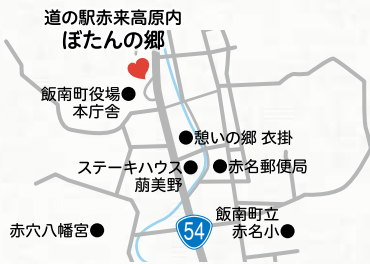 道の駅赤来高原内
ぼたんの郷
飯南町役場
本庁舎
憩いの郷 衣掛
ステーキハウス
萠美野
赤名郵便局
飯南町立
赤名小
赤穴八幡宮
54